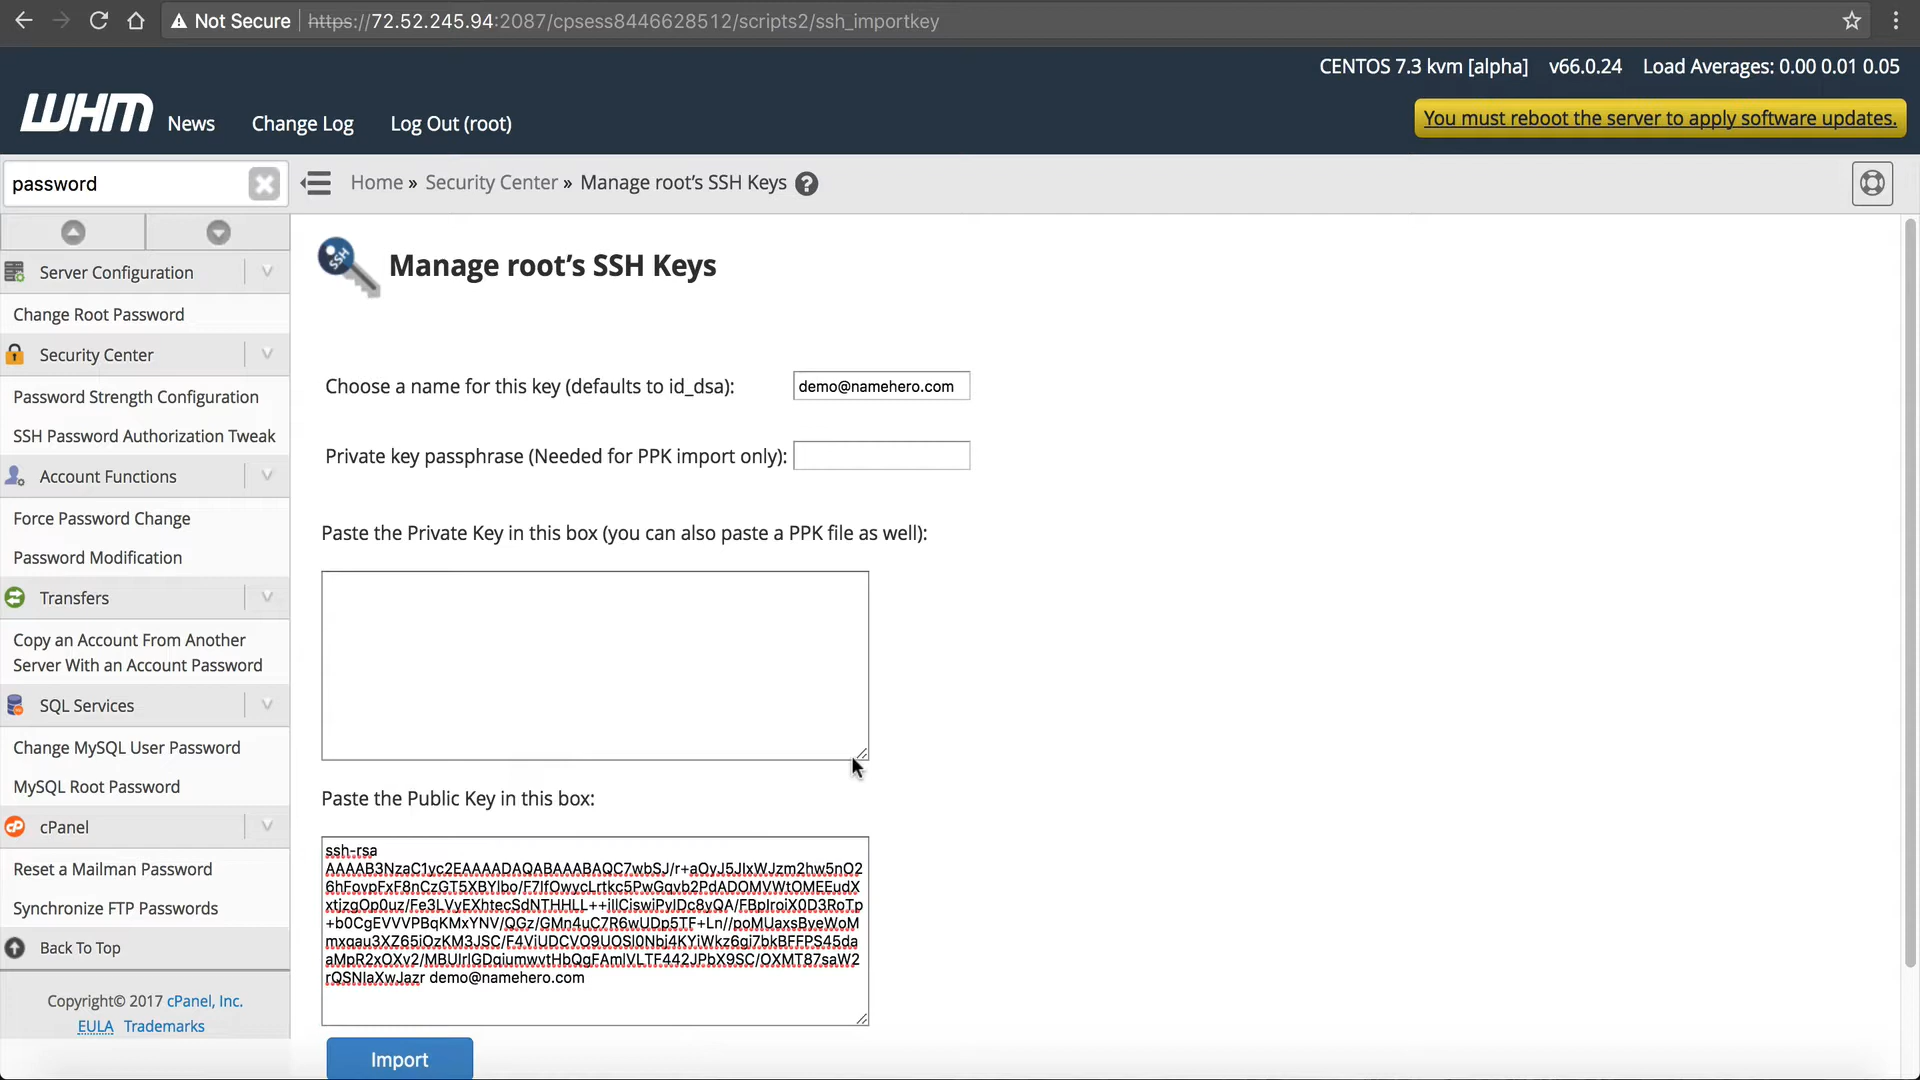 Not Secure https://72.52.245.94:2087/cpsess8446628512/scripts2/ssh_importkey
CENTOS 7.3 kvm [alpha] v66.0.24 Load Averages: 0.00 0.01 0.05
WHM News Change Log Log Out (root)
You must reboot the server to apply software updates.
password
Home » Security Center » Manage root's SSH Keys ?
Server Configuration
Change Root Password
Security Center
Password Strength Configuration
SSH Password Authorization Tweak
Account Functions
Force Password Change
Password Modification
Transfers
Copy an Account From Another
Server With an Account Password
SQL Services
Change MySQL User Password
MySQL Root Password
cPanel
Reset a Mailman Password
Synchronize FTP Passwords
Back To Top
Copyright© 2017 cPanel, Inc.
EULA Trademarks
SSH
Manage root's SSH Keys
Choose a name for this key (defaults to id_dsa): demo@namehero.com
Private key passphrase (Needed for PPK import only):
Paste the Private Key in this box (you can also paste a PPK file as well):
Paste the Public Key in this box:
ssh-rsa
demo@namehero.com
Import